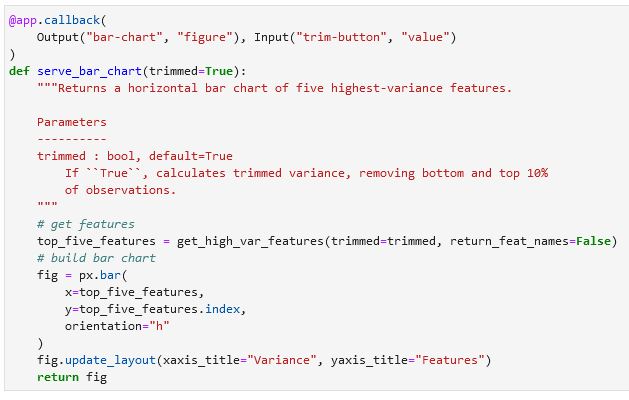 @app.callback(
    Output("bar-chart", "figure"), Input("trim-button", "value")
)
def serve_bar_chart(trimmed=True):
    """Returns a horizontal bar chart of five highest-variance features.

    Parameters
    ----------
    trimmed : bool, default=True
        If ``True``, calculates trimmed variance, removing bottom and top 10%
        of observations.
    """
    # get features
    top_five_features = get_high_var_features(trimmed=trimmed, return_feat_names=False)
    # build bar chart
    fig = px.bar(
        x=top_five_features,
        y=top_five_features.index,
        orientation="h"
    )
    fig.update_layout(xaxis_title="Variance", yaxis_title="Features")
    return fig